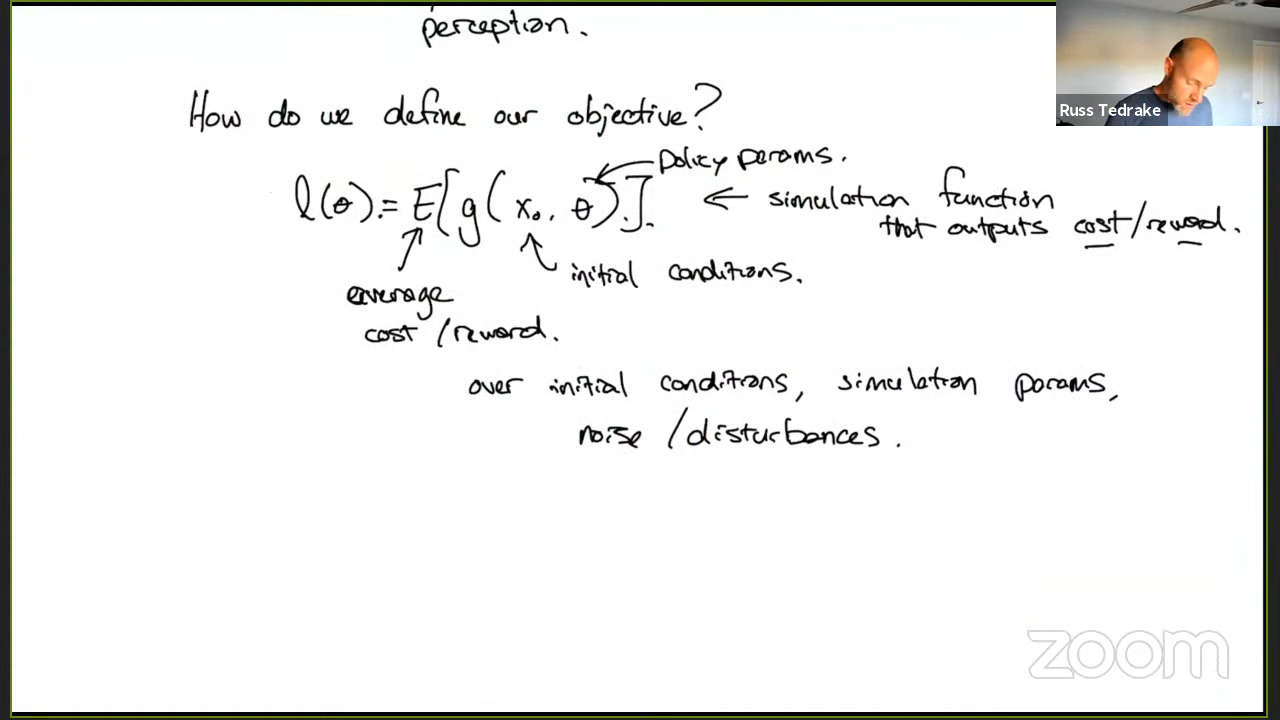 perception.
How do we define our objective?
policy params.
l(θ) := E[g(x₀, θ)].
← simulation function
that outputs cost/reward.
initial conditions.
average
cost/reward.
over initial conditions, simulation params,
noise/disturbances.
Russ Tedrake
zoom